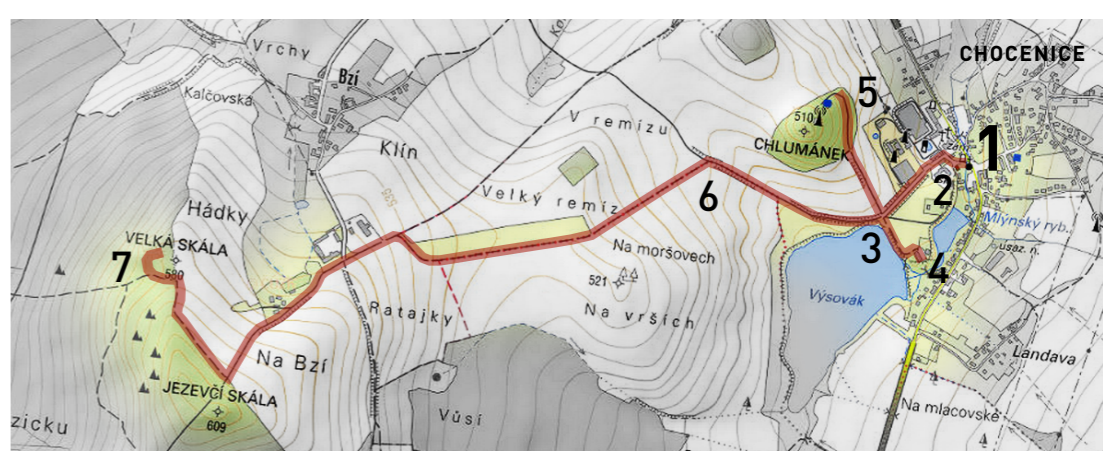 CHOCENICE
Vrchy
Bzí
Kalčovská
510
5
V remízu
Klín
CHLUMÁNEK
1
Velký remíz
535
6
2
Hádky
Mlýnský ryb.
VELKÁ SKÁLA
Na moršovech
3
usaz. n.
7
580
4
521
Výsovák
Ratajky
Na vrších
Na Bzí
Landava
JEZEVČÍ SKÁLA
609
Vůsí
Na mlacovské
zicku